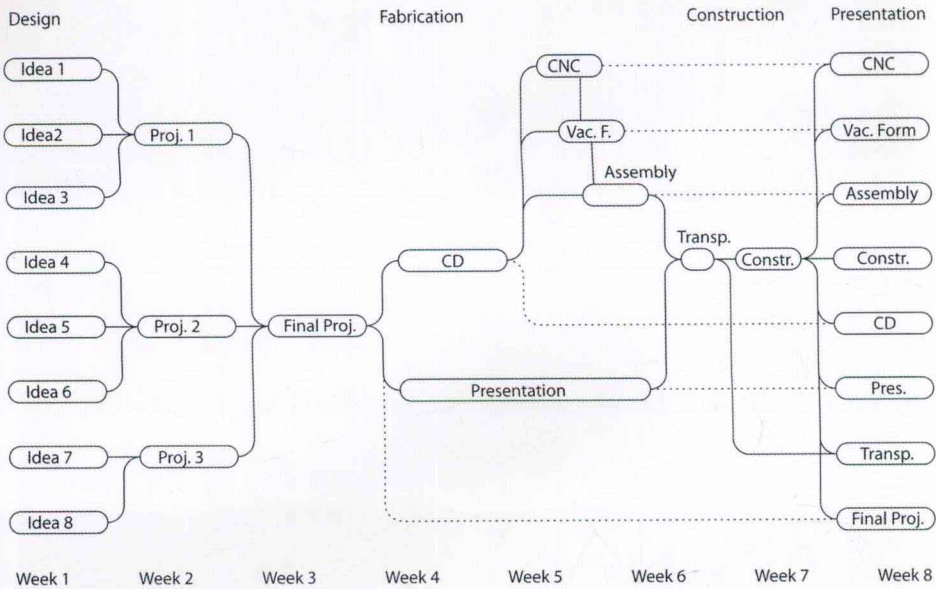 Design
Fabrication
Construction
Presentation
Idea 1
Idea2
Idea 3
Idea 4
Idea 5
Idea 6
Idea 7
Idea 8
Proj. 1
Proj. 2
Proj. 3
Final Proj.
CD
Presentation
CNC
Vac. F.
Assembly
Transp.
Constr.
CNC
Vac. Form
Assembly
Constr.
CD
Pres.
Transp.
Final Proj.
Week 1
Week 2
Week 3
Week 4
Week 5
Week 6
Week 7
Week 8